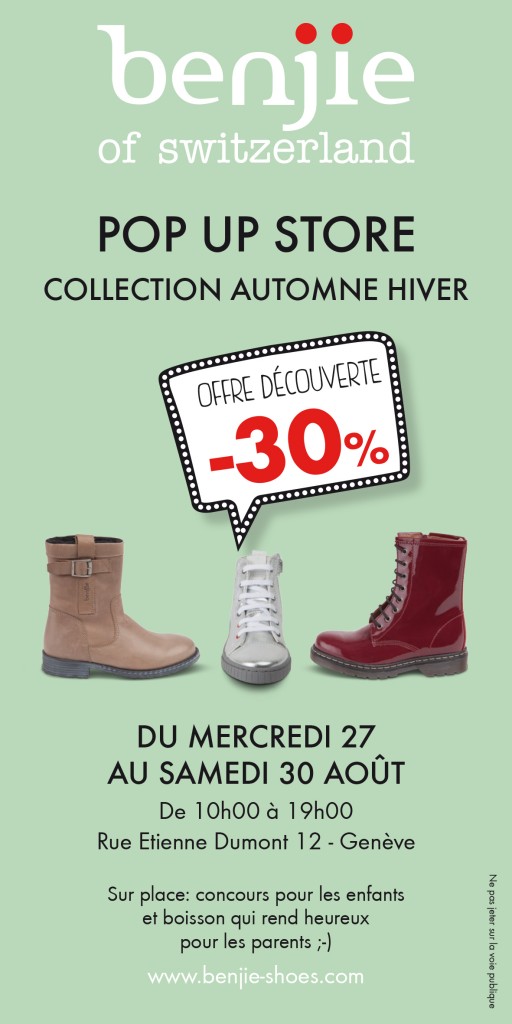 benjie
of switzerland
POP UP STORE
COLLECTION AUTOMNE HIVER
OFFRE DÉCOUVERTE
-30%
DU MERCREDI 27
AU SAMEDI 30 AOÛT
De 10h00 à 19h00
Rue Etienne Dumont 12 - Genève
Sur place: concours pour les enfants
et boisson qui rend heureux
pour les parents ;-)
www.benjie-shoes.com
Ne pas jeter sur la voie publique